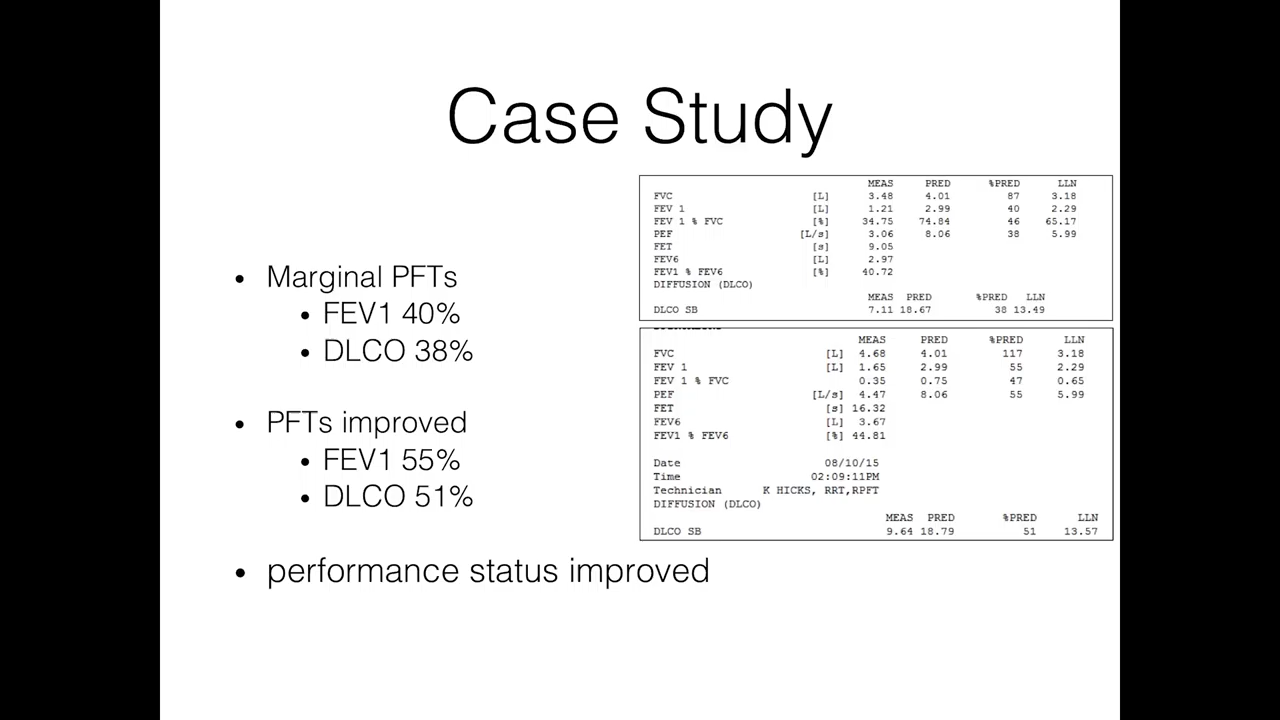 Case Study
• Marginal PFTs
• FEV1 40%
• DLCO 38%
• PFTs improved
• FEV1 55%
• DLCO 51%
• performance status improved
MEAS PRED %PRED LLN
FVC [L] 3.48 4.01 87 3.18
FEV 1 [L] 1.21 2.99 40 2.29
FEV 1 % FVC [%] 34.75 74.84 46 65.17
PEF [L/s] 3.06 8.06 38 5.99
FET [s] 9.05
FEV6 [L] 2.97
FEV1 % FEV6 [%] 40.72
DIFFUSION (DLCO)
MEAS PRED %PRED LLN
DLCO SB 7.11 18.67 38 13.49
MEAS PRED %PRED LLN
FVC [L] 4.68 4.01 117 3.18
FEV 1 [L] 1.65 2.99 55 2.29
FEV 1 % FVC 0.35 0.75 47 0.65
PEF [L/s] 4.47 8.06 55 5.99
FET [s] 16.32
FEV6 [L] 3.67
FEV1 % FEV6 [%] 44.81
Date 08/10/15
Time 02:09:11PM
Technician K HICKS, RRT,RPFT
DIFFUSION (DLCO)
MEAS PRED %PRED LLN
DLCO SB 9.64 18.79 51 13.57